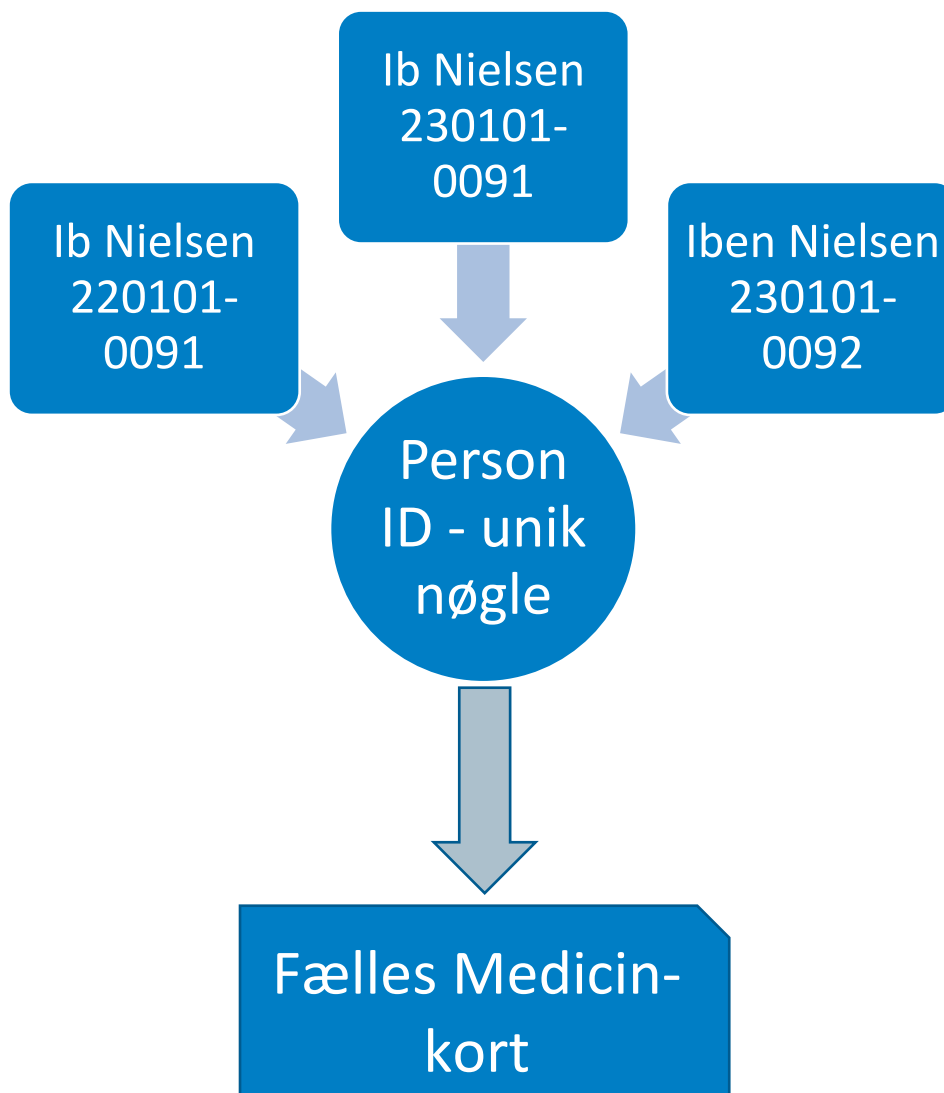 Ib Nielsen
230101-
0091
Ib Nielsen
220101-
0091
Iben Nielsen
230101-
0092
Person
ID - unik
nøgle
Fælles Medicin-
kort